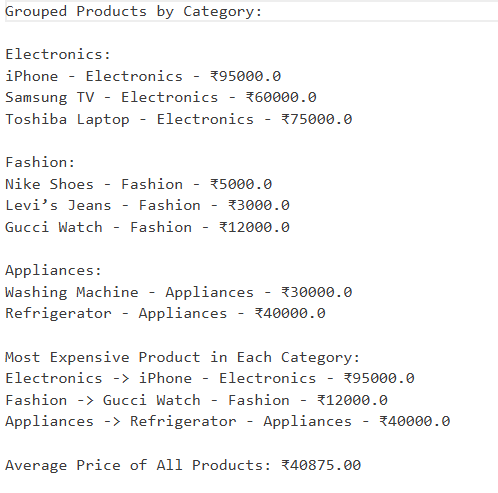 Grouped Products by Category:
Electronics:
iPhone - Electronics - ₹95000.0
Samsung TV - Electronics - ₹60000.0
Toshiba Laptop - Electronics - ₹75000.0
Fashion:
Nike Shoes - Fashion - ₹5000.0
Levi’s Jeans - Fashion - ₹3000.0
Gucci Watch - Fashion - ₹12000.0
Appliances:
Washing Machine - Appliances - ₹30000.0
Refrigerator - Appliances - ₹40000.0
Most Expensive Product in Each Category:
Electronics -> iPhone - Electronics - ₹95000.0
Fashion -> Gucci Watch - Fashion - ₹12000.0
Appliances -> Refrigerator - Appliances - ₹40000.0
Average Price of All Products: ₹40875.00